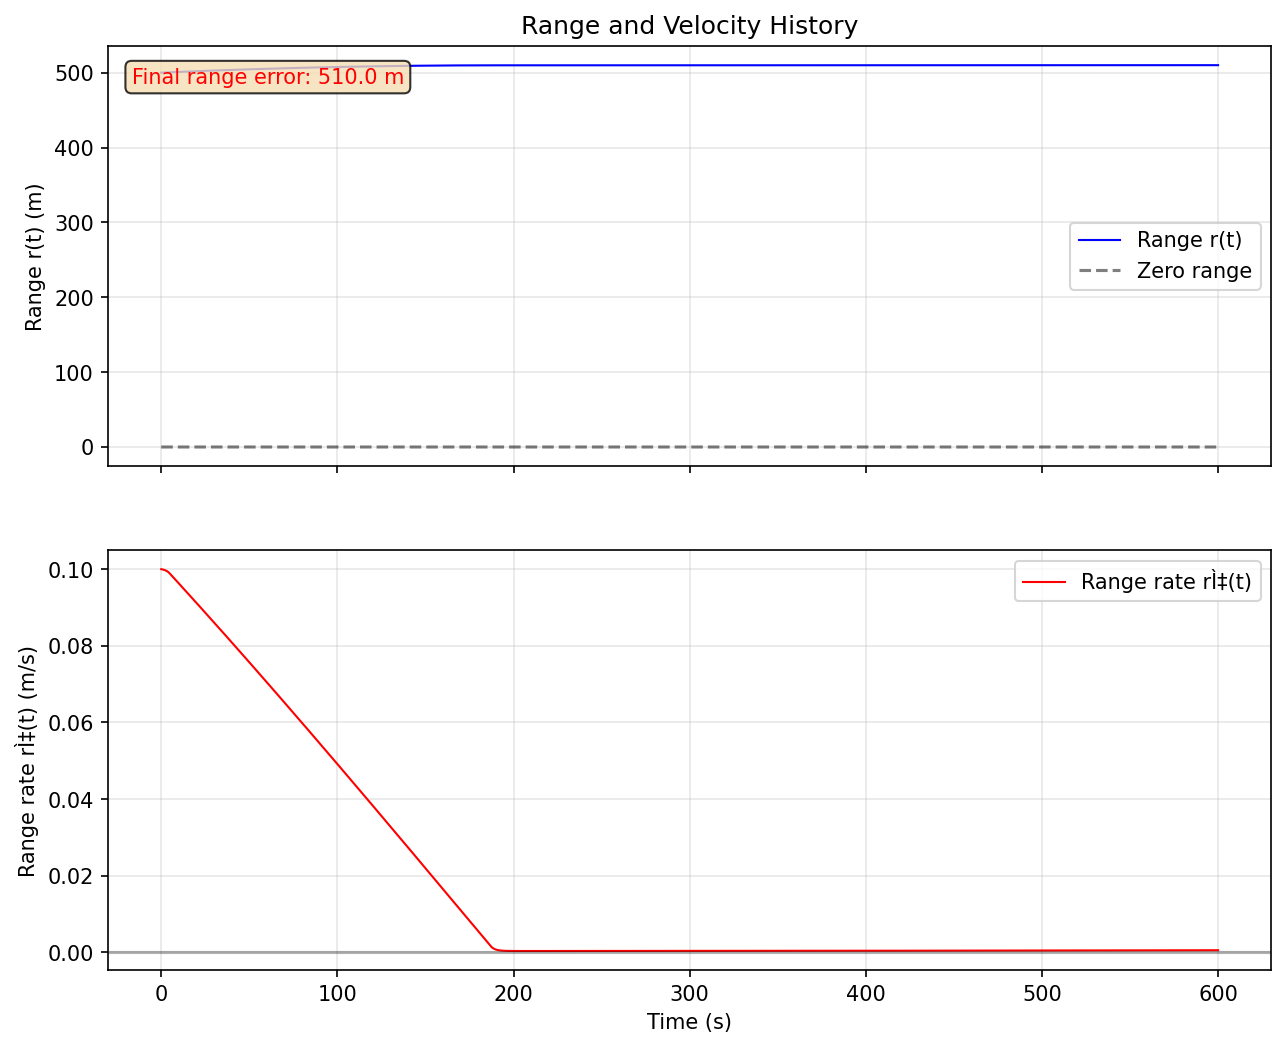 Range and Velocity History
Final range error: 510.0 m
500
400
300
200
100
0
Range r(t) (m)
Range r(t)
Zero range
0.10
0.08
0.06
0.04
0.02
0.00
Range rate rÌ‡(t) (m/s)
Range rate rÌ‡(t)
0 100 200 300 400 500 600
Time (s)